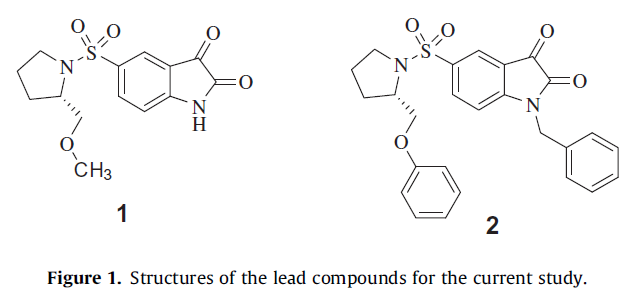 O O
S
N
O
O
N
H
O
CH3
1
O O
S
N
O
O
N
O
2
Figure 1. Structures of the lead compounds for the current study.